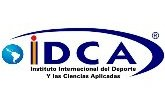 iDCA
Instituto Internacional del Deporte
Y las Ciencias Aplicadas